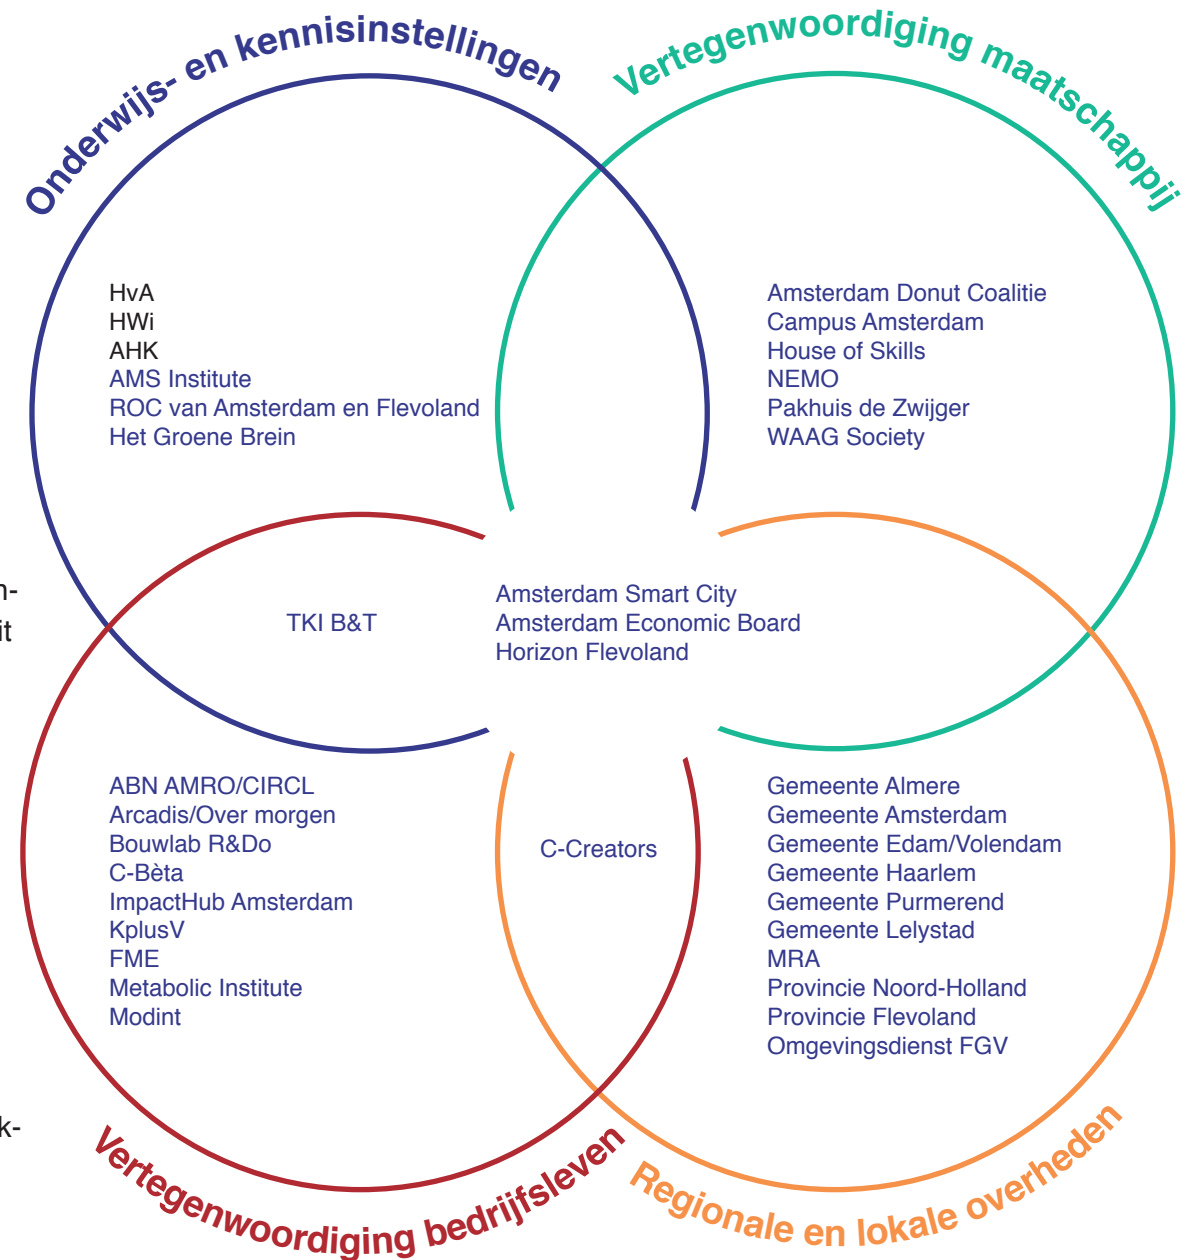 Onderwijs- en kennisinstellingen
Vertegenwoordiging maatschappij
HvA
HWi
AHK
AMS Institute
ROC van Amsterdam en Flevoland
Het Groene Brein
Amsterdam Donut Coalitie
Campus Amsterdam
House of Skills
NEMO
Pakhuis de Zwijger
WAAG Society
n-
it
TKI B&T
Amsterdam Smart City
Amsterdam Economic Board
Horizon Flevoland
ABN AMRO/CIRCL
Arcadis/Over morgen
Bouwlab R&Do
C-Bèta
ImpactHub Amsterdam
KplusV
FME
Metabolic Institute
Modint
C-Creators
Gemeente Almere
Gemeente Amsterdam
Gemeente Edam/Volendam
Gemeente Haarlem
Gemeente Purmerend
Gemeente Lelystad
MRA
Provincie Noord-Holland
Provincie Flevoland
Omgevingsdienst FGV
k-
Vertegenwoordiging bedrijfsleven
Regionale en lokale overheden